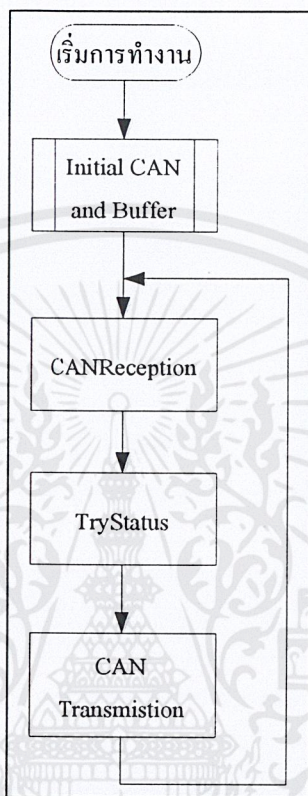 เริ่มการทำงาน
Initial CAN
and Buffer
CANReception
TryStatus
CAN
Transmistion